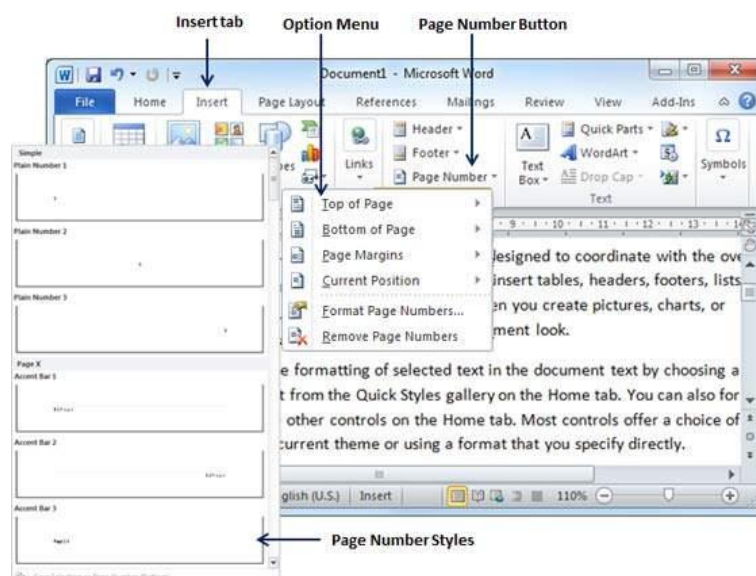 Insert tab Option Menu Page Number Button
Document1 - Microsoft Word
File Home Insert Page Layout References Mailings Review View Add-Ins
Header
Footer
Page Number
Links
Text
Box
Quick Parts
WordArt
Drop Cap
Text
Symbols
Simple
Plain Number 1
Plain Number 2
Plain Number 3
Page X
Accent Bar 1
Accent Bar 2
Accent Bar 3
Top of Page
Bottom of Page
Page Margins
Current Position
Format Page Numbers...
Remove Page Numbers
9 10 11 12 13
designed to coordinate with the
insert tables, headers, footers, lists
you create pictures, charts, or
look.
formatting of selected text in the document text by choosing a
from the Quick Styles gallery on the Home tab. You can also
other controls on the Home tab. Most controls offer a choice of
current theme or using a format that you specify directly.
(U.S.) Insert 110%
Page Number Styles